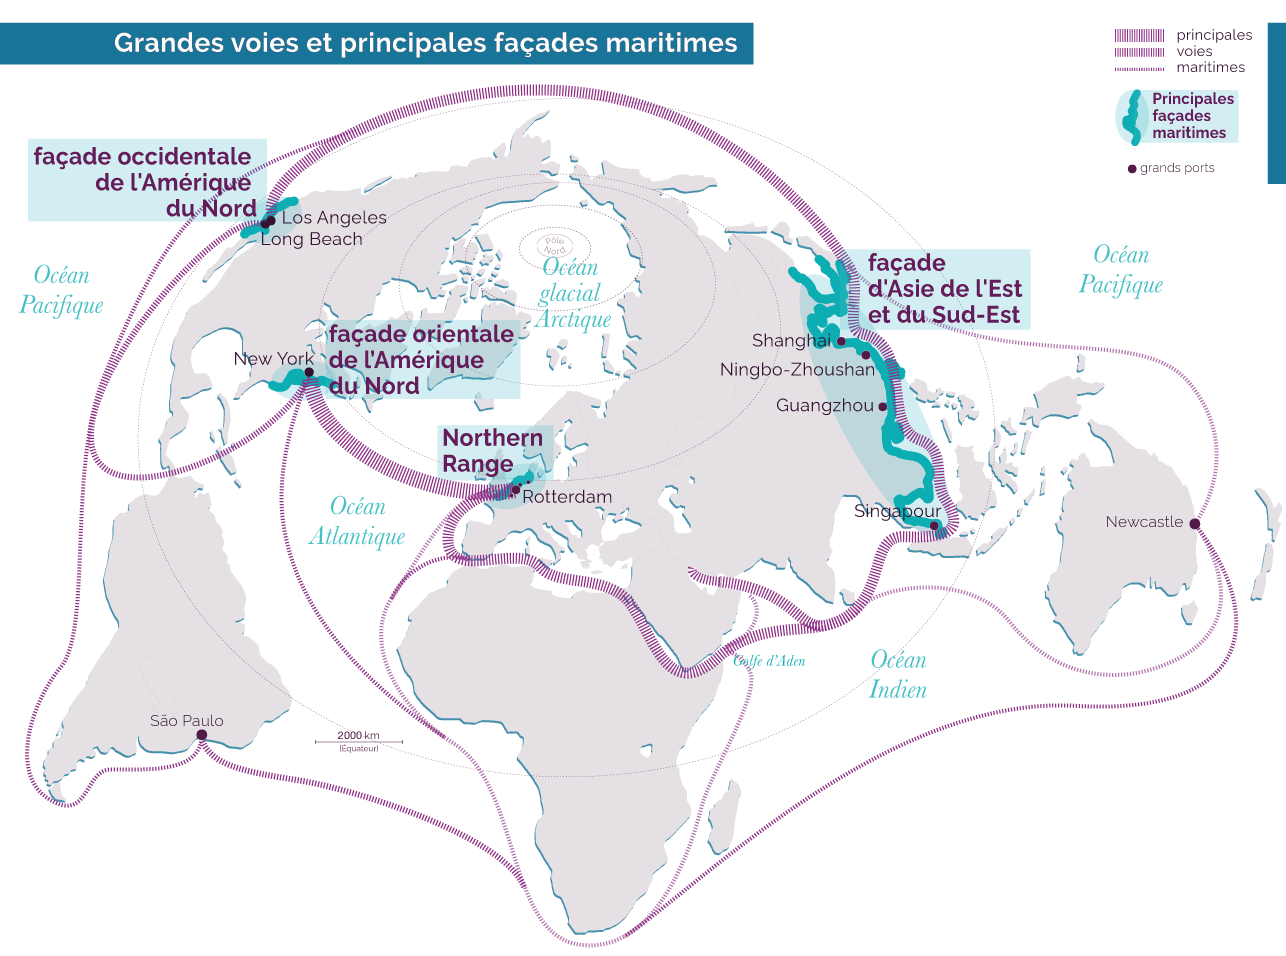 Grandes voies et principales façades maritimes
principales
voies
maritimes
Principales
façades
maritimes
grands ports
façade occidentale
de l'Amérique
du Nord
Los Angeles
Long Beach
Océan
Pacifique
Pôle
Nord
Océan
glacial
Arctique
façade
d'Asie de l'Est
et du Sud-Est
Océan
Pacifique
façade orientale
de l'Amérique
du Nord
New York
Shanghai
Ningbo-Zhoushan
Guangzhou
Northern
Range
Rotterdam
Océan
Atlantique
Singapour
Newcastle
Golfe d'Aden
Océan
Indien
São Paulo
2000 km
(Équateur)